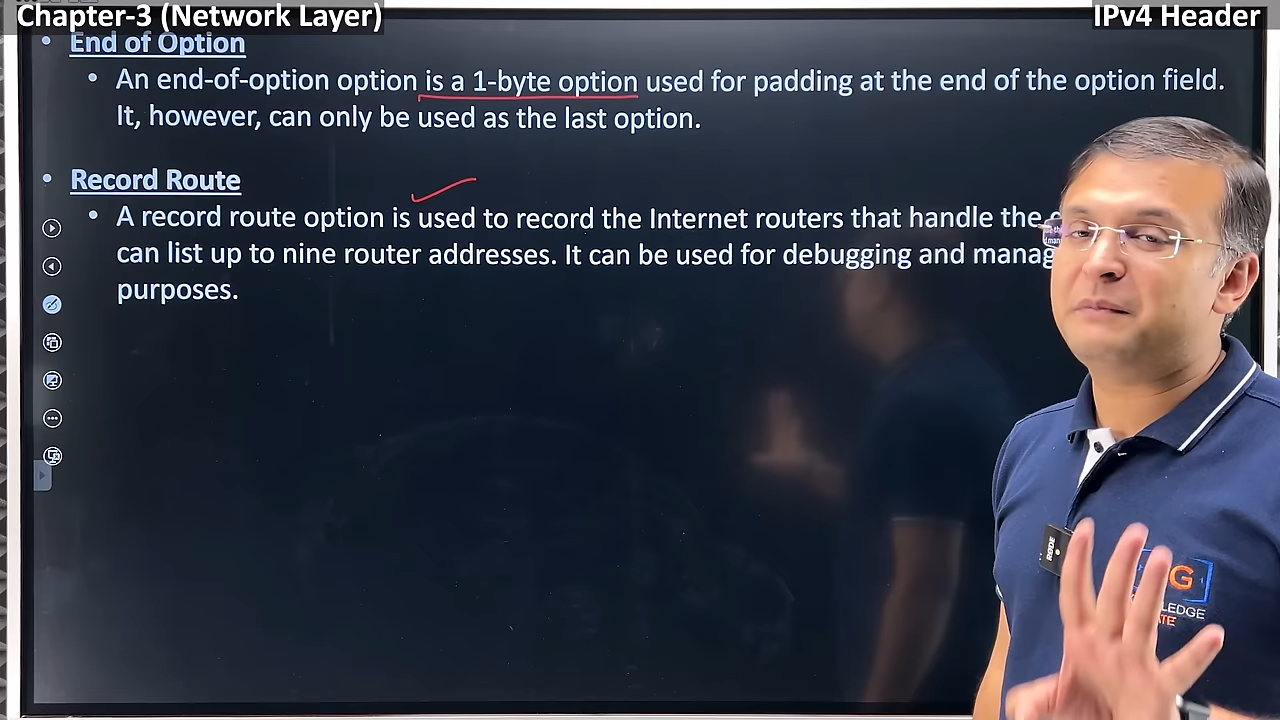 Chapter-3 (Network Layer)
IPv4 Header
• End of Option
• An end-of-option option is a 1-byte option used for padding at the end of the option field.
It, however, can only be used as the last option.
• Record Route
• A record route option is used to record the Internet routers that handle the
can list up to nine router addresses. It can be used for debugging and manag
purposes.
RODE
G
LEDGE
ATE